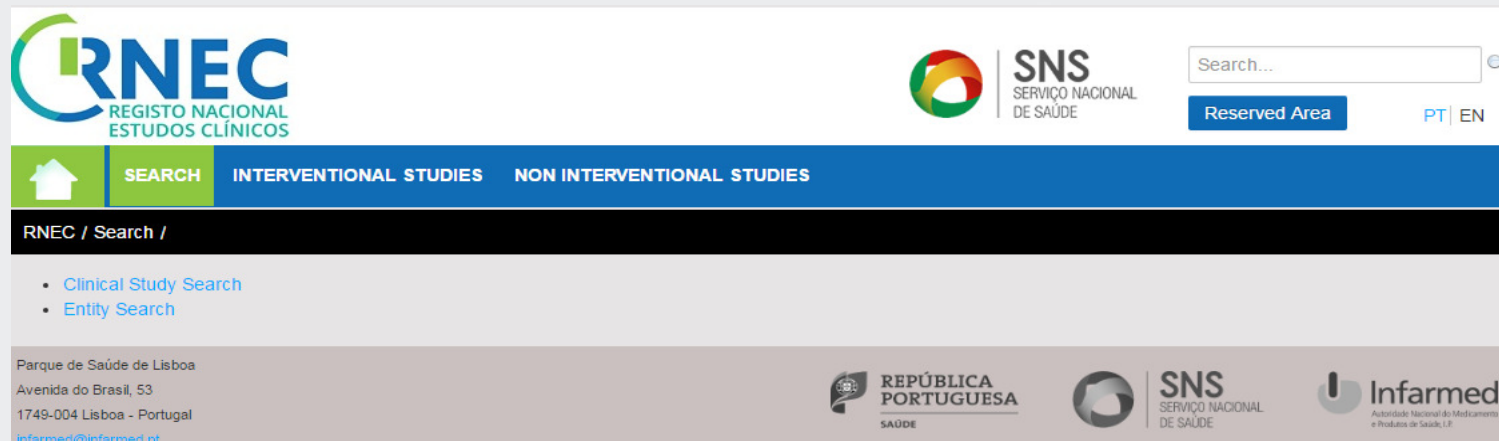 RNEC
REGISTO NACIONAL
ESTUDOS CLÍNICOS
SNS
SERVIÇO NACIONAL
DE SAÚDE
Search...
Reserved Area
PT| EN
SEARCH INTERVENTIONAL STUDIES NON INTERVENTIONAL STUDIES
RNEC / Search /
• Clinical Study Search
• Entity Search
Parque de Saúde de Lisboa
Avenida do Brasil, 53
1749-004 Lisboa - Portugal
infarmed@infarmed.pt
REPÚBLICA
PORTUGUESA
SAÚDE
SNS
SERVIÇO NACIONAL
DE SAÚDE
Infarmed
Autoridade Nacional do Medicamento
e Produtos de Saúde, I.P.